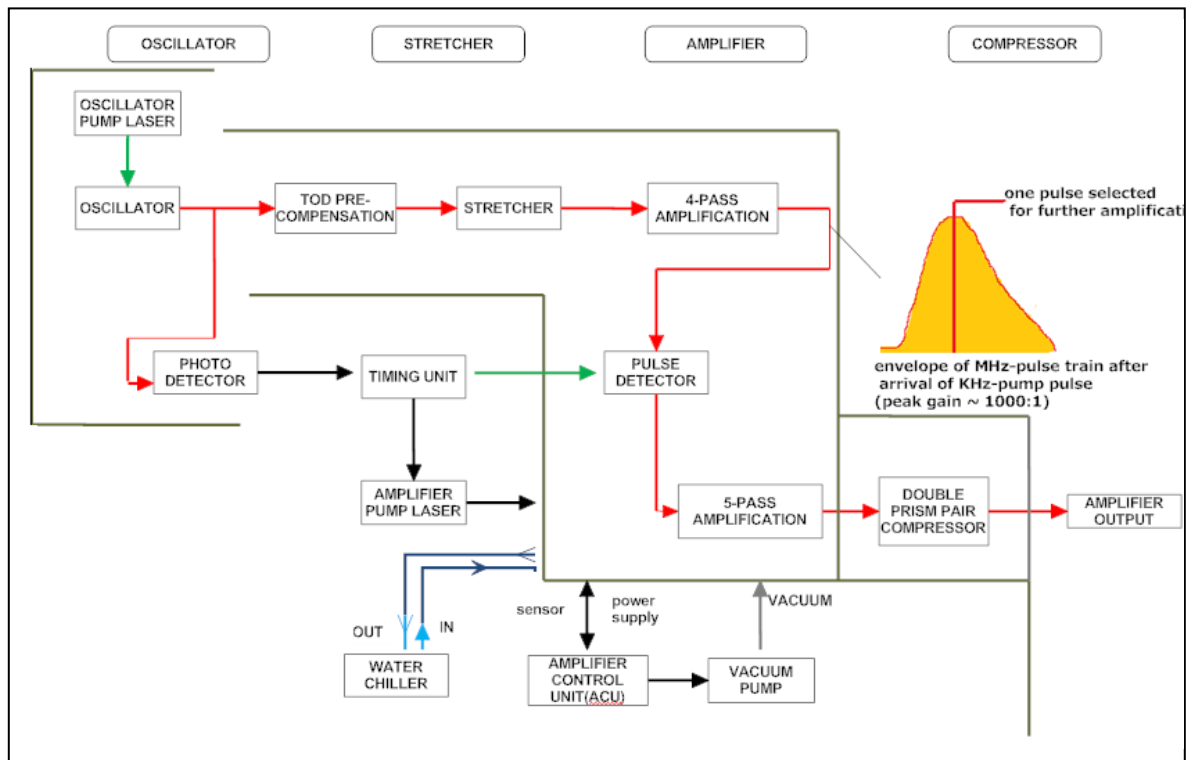 OSCILLATOR
STRETCHER
AMPLIFIER
COMPRESSOR
OSCILLATOR
PUMP LASER
OSCILLATOR
TOD PRE-
COMPENSATION
STRETCHER
4-PASS
AMPLIFICATION
one pulse selected
for further amplificati
PHOTO
DETECTOR
TIMING UNIT
PULSE
DETECTOR
envelope of MHz-pulse train after
arrival of KHz-pump pulse
(peak gain ~ 1000:1)
AMPLIFIER
PUMP LASER
5-PASS
AMPLIFICATION
DOUBLE
PRISM PAIR
COMPRESSOR
AMPLIFIER
OUTPUT
OUT
IN
sensor
power
supply
VACUUM
WATER
CHILLER
AMPLIFIER
CONTROL
UNIT(ACU)
VACUUM
PUMP